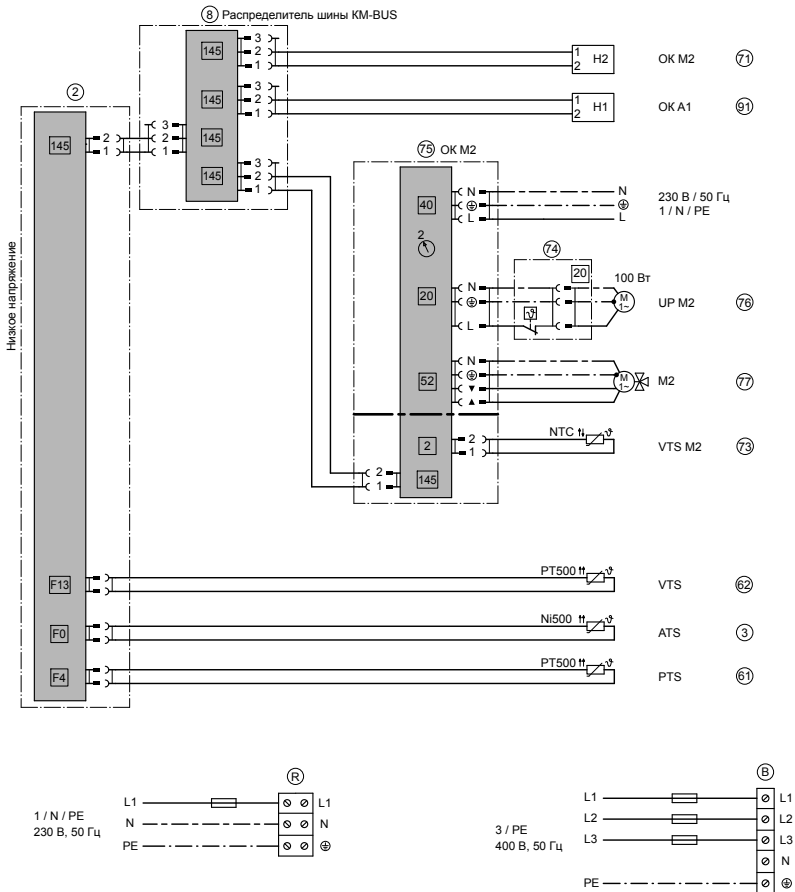 8 Распределитель шины KM-BUS
145
3
2
1
1
2
H2
OK M2
71
145
3
2
1
1
2
H1
OK A1
91
2
145
2
1
3
2
1
145
145
3
2
1
75 OK M2
Низкое напряжение
40
N
L
N
L
230 В / 50 Гц
1 / N / PE
2
74
20
100 Вт
20
N
L
ϑ
M
1~
UP M2
76
52
N
▼
▲
M
1~
M2
77
2
2
1
NTC
ϑ
VTS M2
73
145
2
1
F13
PT500
ϑ
VTS
62
F0
Ni500
ϑ
ATS
3
F4
PT500
ϑ
PTS
61
R
1 / N / PE
230 В, 50 Гц
L1
L1
N
N
PE
B
3 / PE
400 В, 50 Гц
L1
L1
L2
L2
L3
L3
N
PE